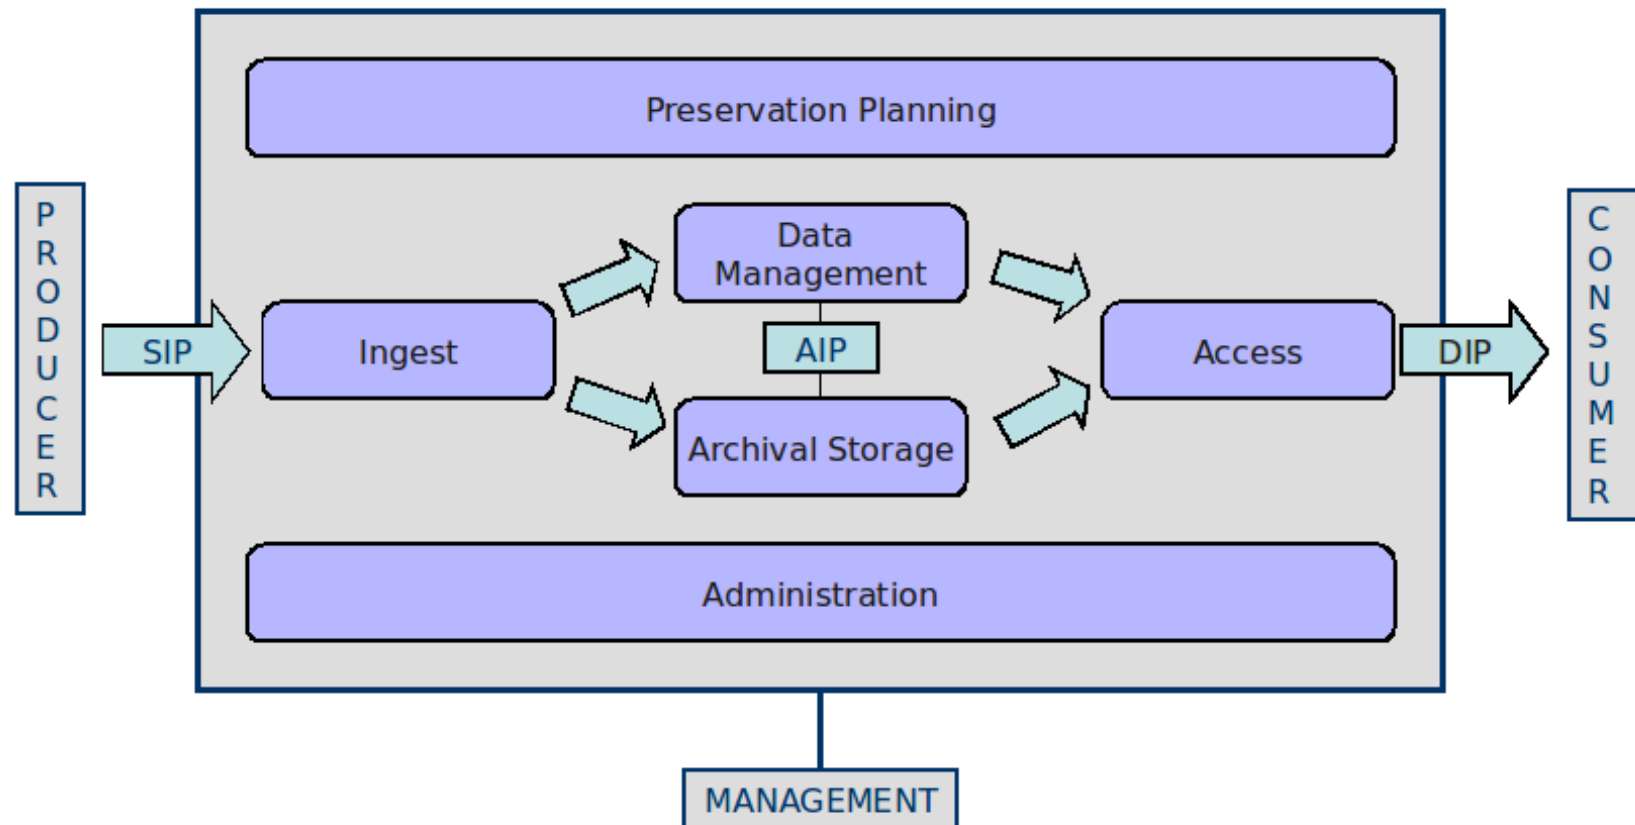 Preservation Planning
PRODUCER
SIP
Ingest
Data
Management
AIP
Archival Storage
Access
DIP
CONSUMER
Administration
MANAGEMENT